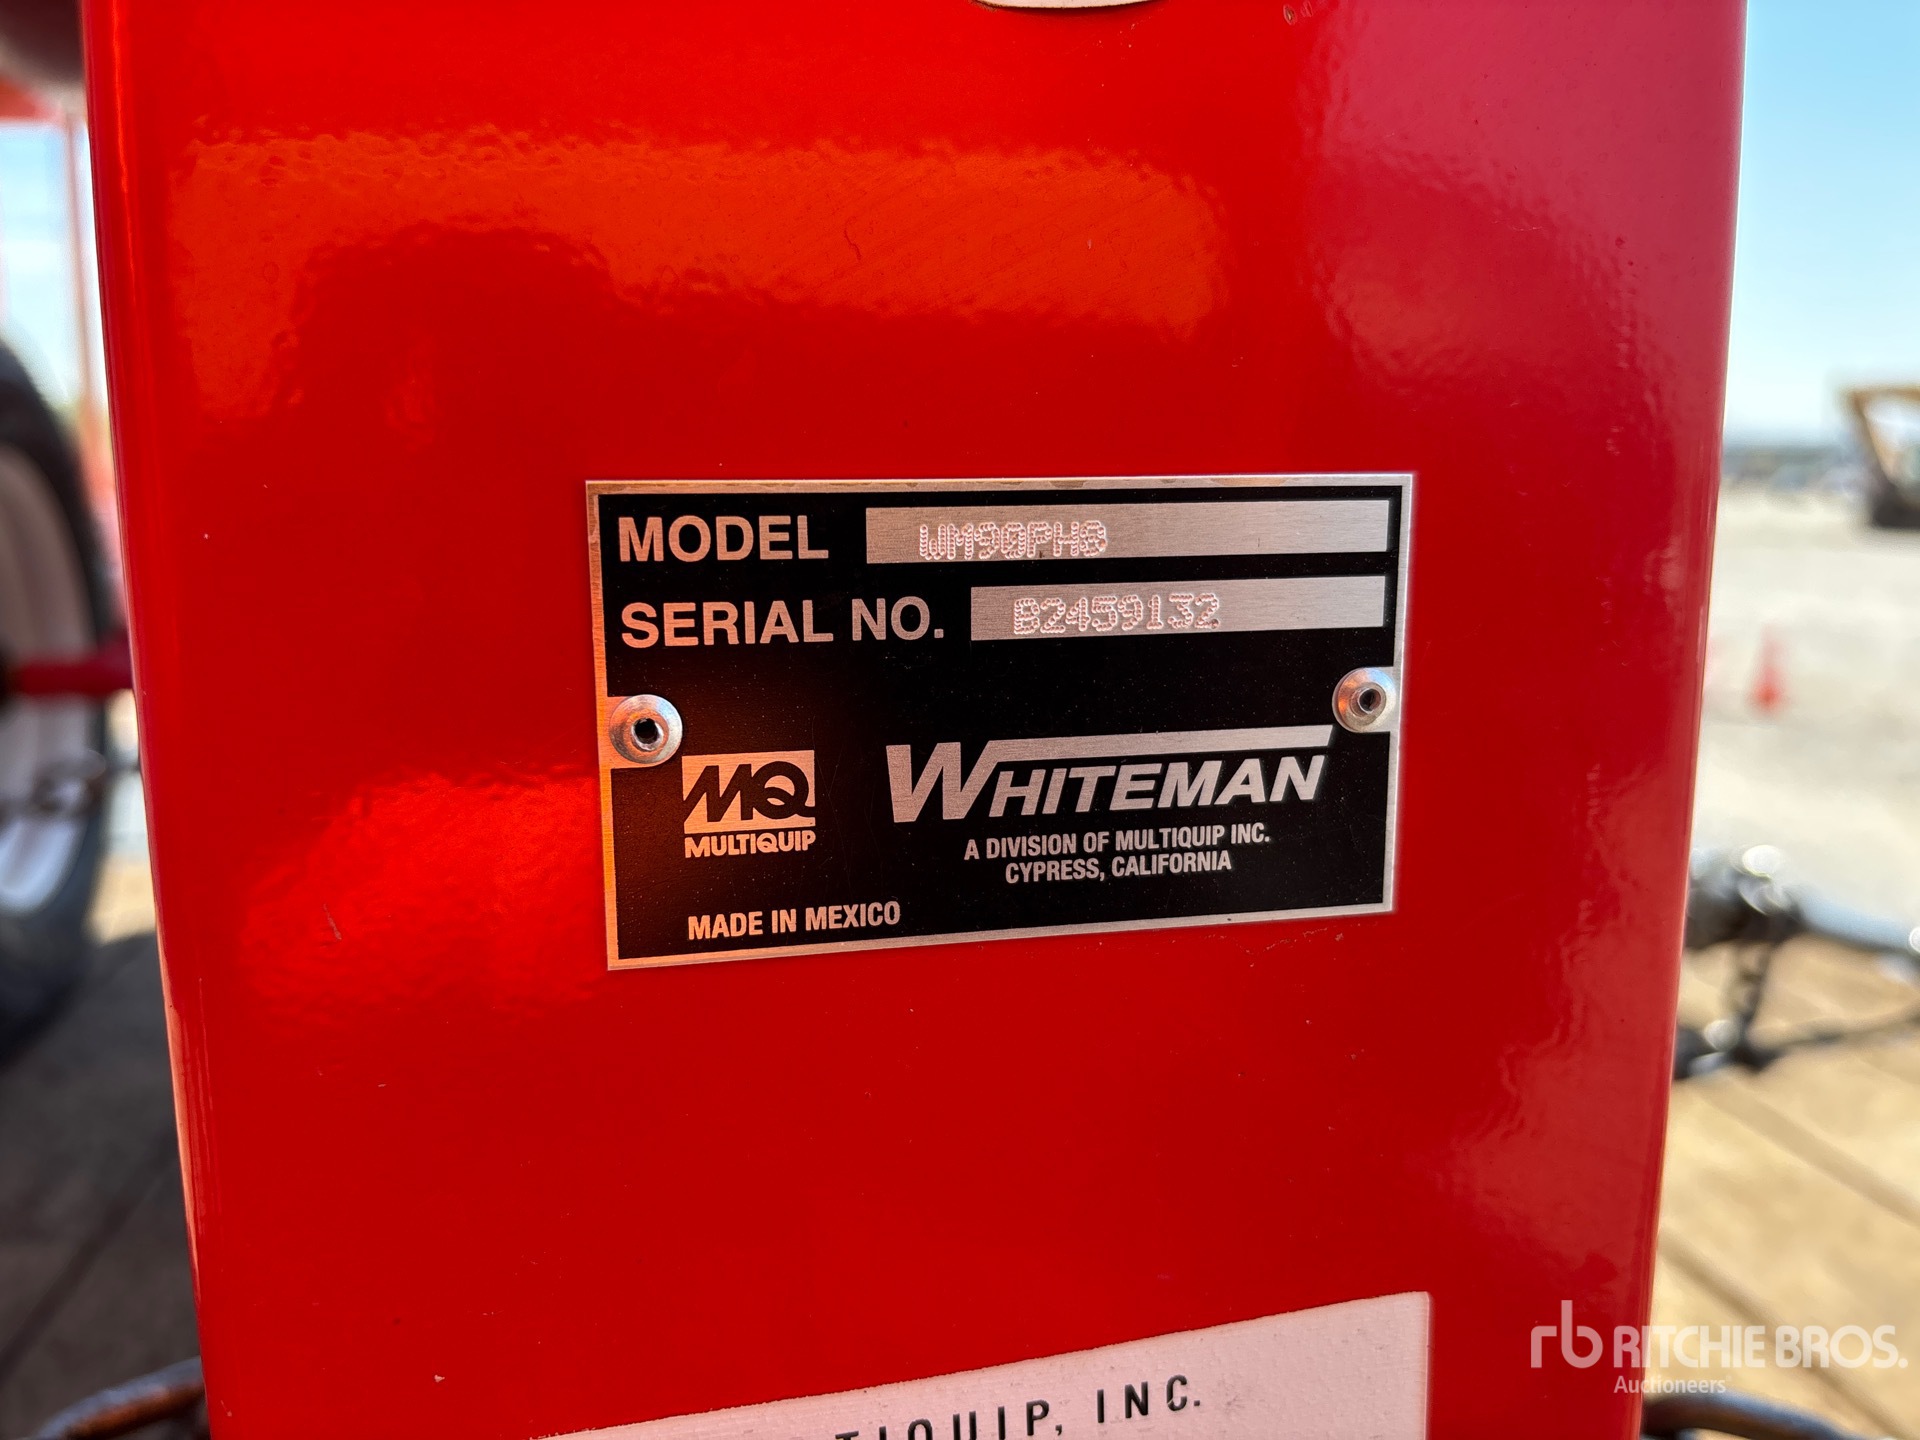 MODEL WM90PH8
SERIAL NO. B2459132
MQ
MULTIQUIP
WHITEMAN
A DIVISION OF MULTIQUIP INC.
CYPRESS, CALIFORNIA
MADE IN MEXICO
TIQUIP, INC.
rb RITCHIE BROS.
Auctioneers